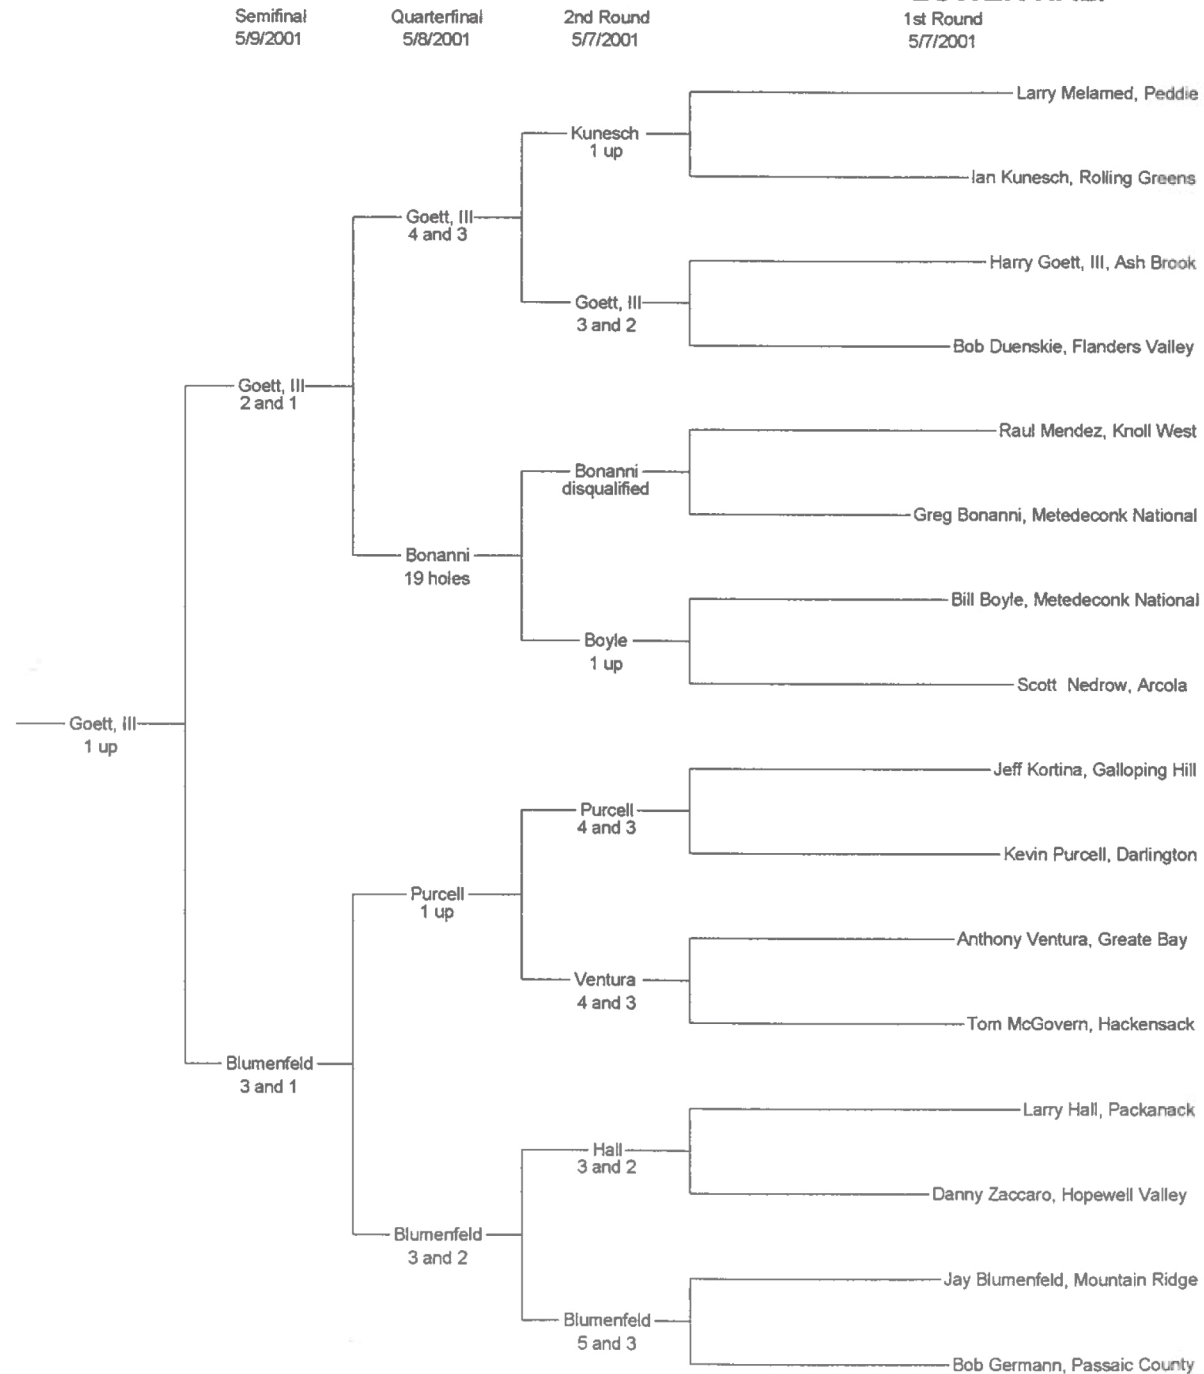 Semifinal
5/9/2001
Quarterfinal
5/8/2001
2nd Round
5/7/2001
1st Round
5/7/2001
Larry Melamed, Peddie
Kunesch
1 up
Ian Kunesch, Rolling Greens
Goett, III
4 and 3
Harry Goett, III, Ash Brook
Goett, III
3 and 2
Bob Duenskie, Flanders Valley
Goett, III
2 and 1
Raul Mendez, Knoll West
Bonanni
disqualified
Greg Bonanni, Metedeconk National
Bonanni
19 holes
Bill Boyle, Metedeconk National
Boyle
1 up
Scott Nedrow, Arcola
Goett, III
1 up
Jeff Kortina, Galloping Hill
Purcell
4 and 3
Kevin Purcell, Darlington
Purcell
1 up
Anthony Ventura, Greate Bay
Ventura
4 and 3
Tom McGovern, Hackensack
Blumenfeld
3 and 1
Larry Hall, Packanack
Hall
3 and 2
Danny Zaccaro, Hopewell Valley
Blumenfeld
3 and 2
Jay Blumenfeld, Mountain Ridge
Blumenfeld
5 and 3
Bob Germann, Passaic County